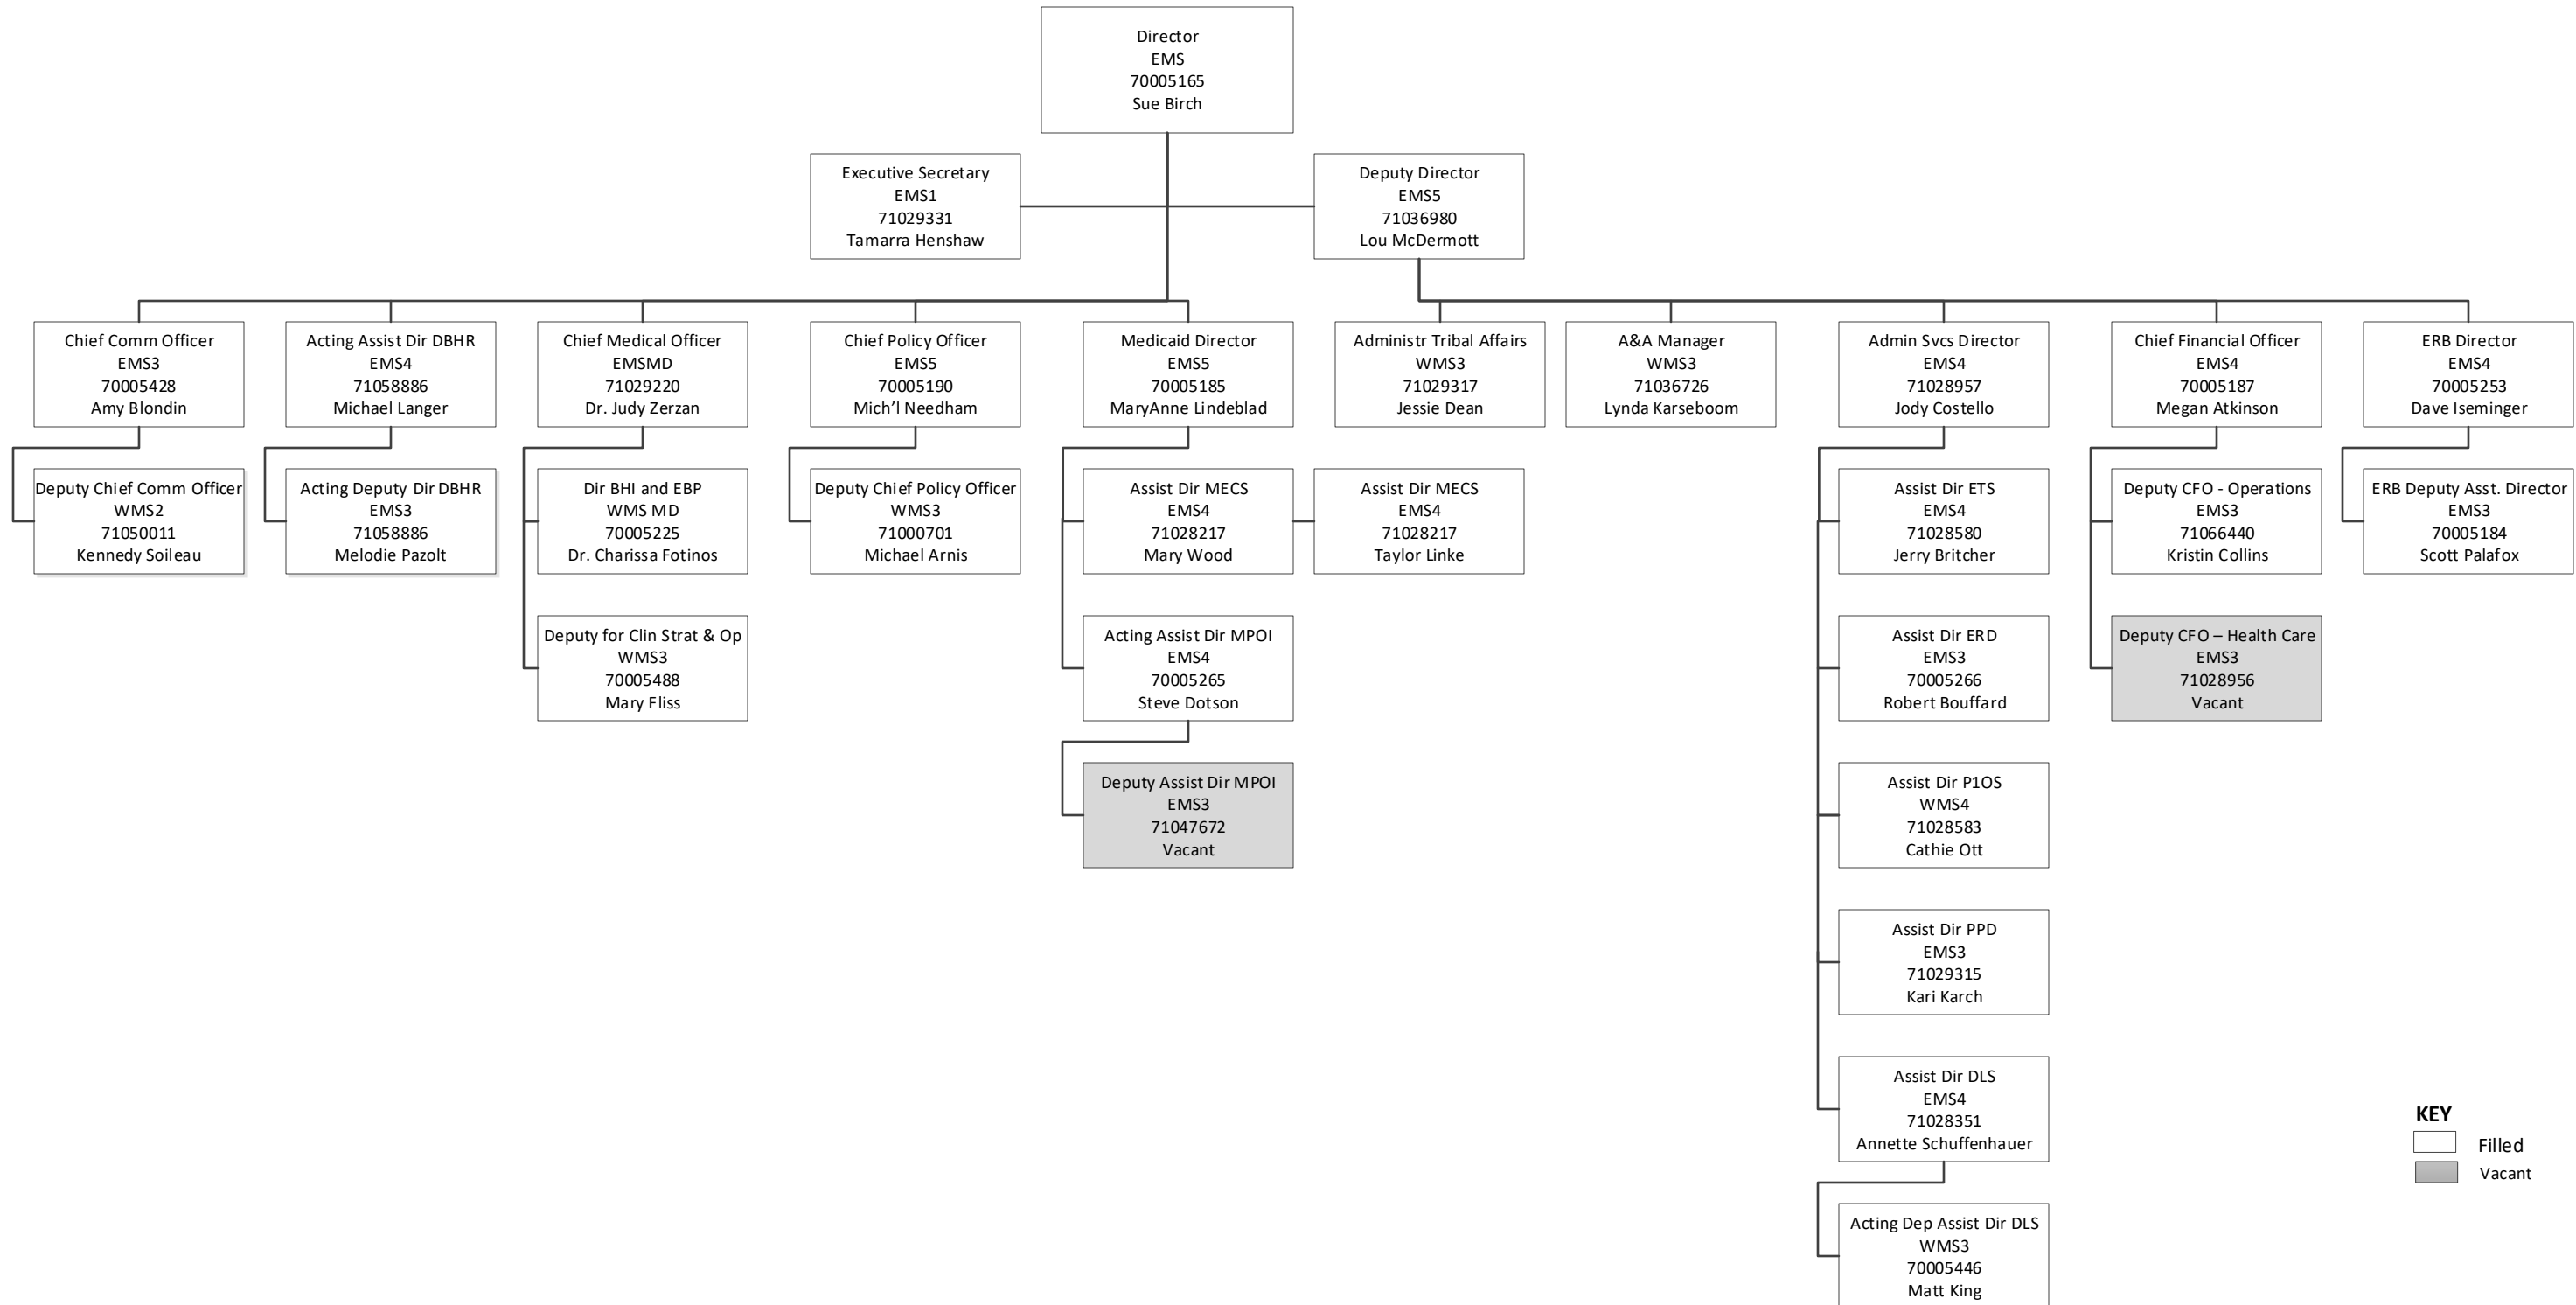 Director
EMS
70005165
Sue Birch
Executive Secretary
EMS1
71029331
Tamarra Henshaw
Deputy Director
EMS5
71036980
Lou McDermott
Chief Comm Officer
EMS3
70005428
Amy Blondin
Acting Assist Dir DBHR
EMS4
71058886
Michael Langer
Chief Medical Officer
EMSMD
71029220
Dr. Judy Zerzan
Chief Policy Officer
EMS5
70005190
Mich’l Needham
Medicaid Director
EMS5
70005185
MaryAnne Lindeblad
Administr Tribal Affairs
WMS3
71029317
Jessie Dean
A&A Manager
WMS3
71036726
Lynda Karseboom
Admin Svcs Director
EMS4
71028957
Jody Costello
Chief Financial Officer
EMS4
70005187
Megan Atkinson
ERB Director
EMS4
70005253
Dave Iseminger
Deputy Chief Comm Officer
WMS2
71050011
Kennedy Soileau
Acting Deputy Dir DBHR
EMS3
71058886
Melodie Pazolt
Dir BHI and EBP
WMS MD
70005225
Dr. Charissa Fotinos
Deputy Chief Policy Officer
WMS3
71000701
Michael Arnis
Assist Dir MECS
EMS4
71028217
Mary Wood
Assist Dir MECS
EMS4
71028217
Taylor Linke
Assist Dir ETS
EMS4
71028580
Jerry Britcher
Deputy CFO - Operations
EMS3
71066440
Kristin Collins
ERB Deputy Asst. Director
EMS3
70005184
Scott Palafox
Deputy for Clin Strat & Op
WMS3
70005488
Mary Fliss
Acting Assist Dir MPOI
EMS4
70005265
Steve Dotson
Assist Dir ERD
EMS3
70005266
Robert Bouffard
Deputy CFO – Health Care
EMS3
71028956
Vacant
Deputy Assist Dir MPOI
EMS3
71047672
Vacant
Assist Dir P1OS
WMS4
71028583
Cathie Ott
Assist Dir PPD
EMS3
71029315
Kari Karch
Assist Dir DLS
EMS4
71028351
Annette Schuffenhauer
Acting Dep Assist Dir DLS
WMS3
70005446
Matt King
KEY
Filled
Vacant